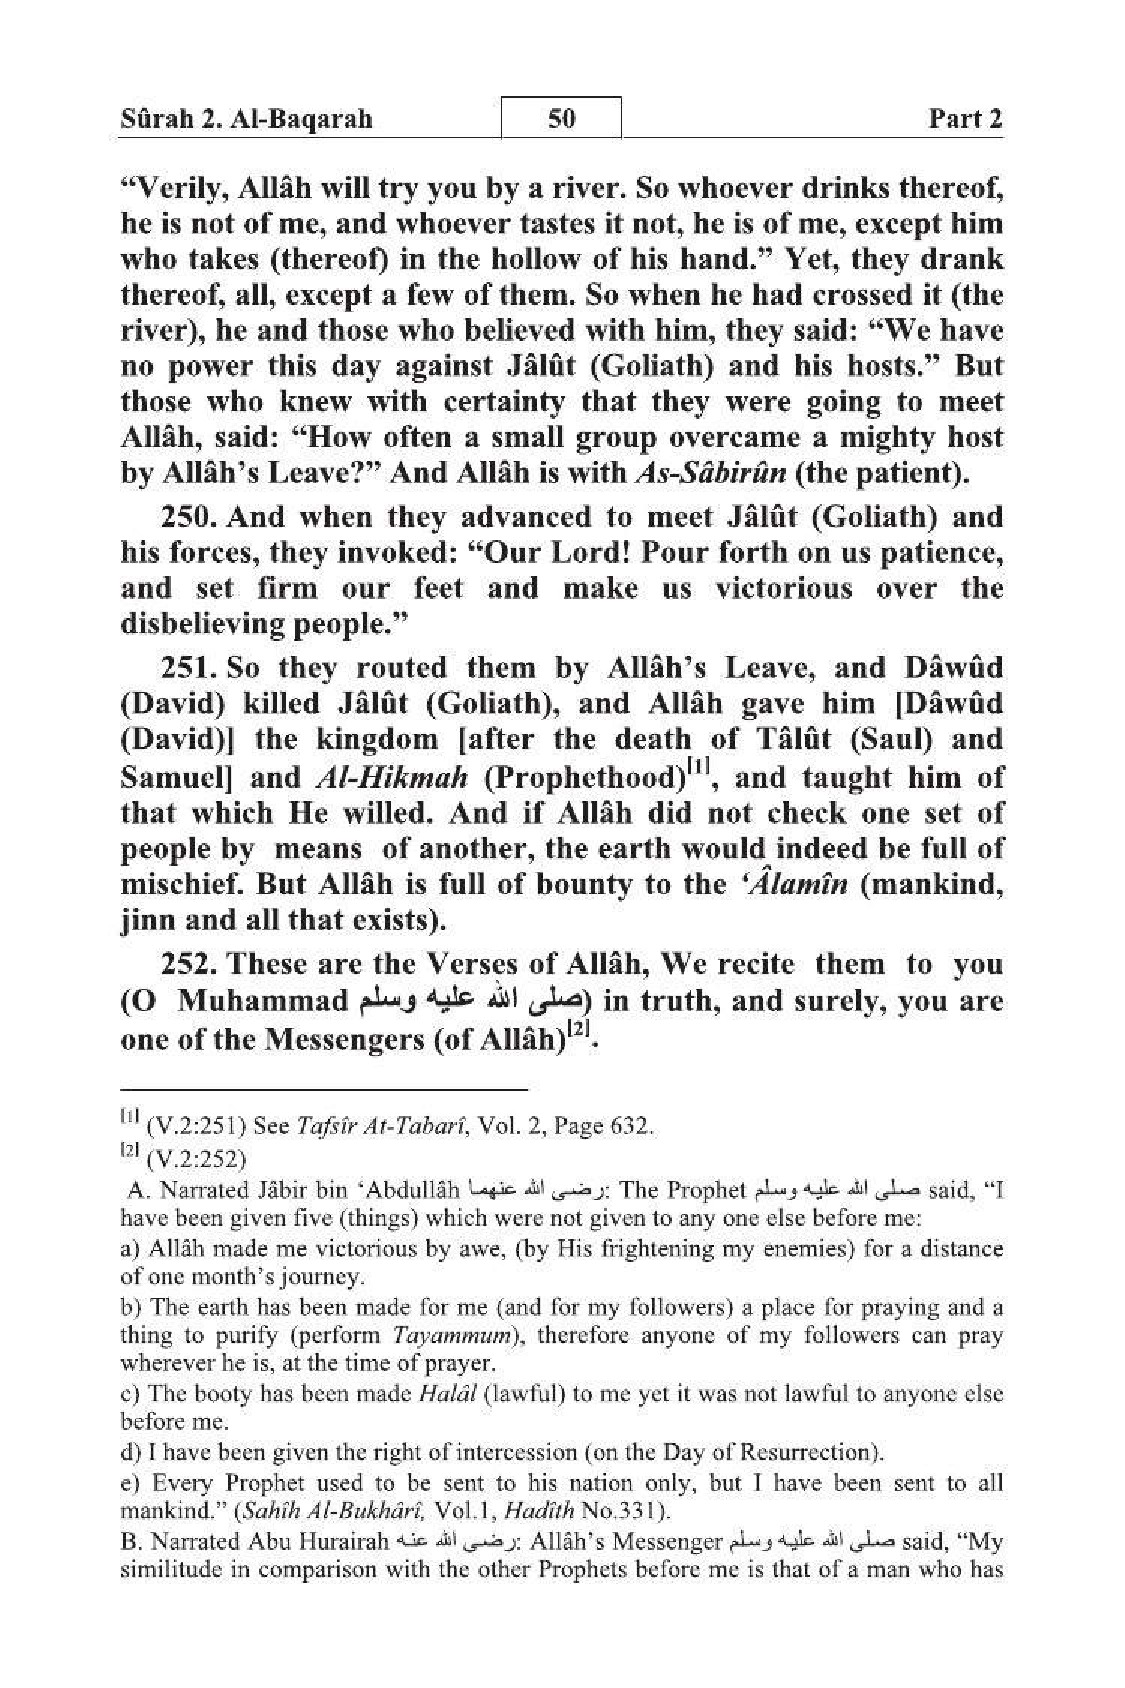 Sûrah 2. Al-Baqarah 50 Part 2
“Verily, Allâh will try you by a river. So whoever drinks thereof,
he is not of me, and whoever tastes it not, he is of me, except him
who takes (thereof) in the hollow of his hand.” Yet, they drank
thereof, all, except a few of them. So when he had crossed it (the
river), he and those who believed with him, they said: “We have
no power this day against Jâlût (Goliath) and his hosts.” But
those who knew with certainty that they were going to meet
Allâh, said: “How often a small group overcame a mighty host
by Allâh’s Leave?” And Allâh is with As-Sâbirûn (the patient).
250. And when they advanced to meet Jâlût (Goliath) and
his forces, they invoked: “Our Lord! Pour forth on us patience,
and set firm our feet and make us victorious over the
disbelieving people.”
251. So they routed them by Allâh’s Leave, and Dâwûd
(David) killed Jâlût (Goliath), and Allâh gave him [Dâwûd
(David)] the kingdom [after the death of Tâlût (Saul) and
Samuel] and Al-Hikmah (Prophethood)[1], and taught him of
that which He willed. And if Allâh did not check one set of
people by means of another, the earth would indeed be full of
mischief. But Allâh is full of bounty to the ‘Âlamîn (mankind,
jinn and all that exists).
252. These are the Verses of Allâh, We recite them to you
(O Muhammad صلى الله عليه وسلم) in truth, and surely, you are
one of the Messengers (of Allâh)[2].
[1] (V.2:251) See Tafsîr At-Tabarî, Vol. 2, Page 632.
[2] (V.2:252)
A. Narrated Jâbir bin ‘Abdullâh رضى الله عنهما: The Prophet صلى الله عليه وسلم said, “I
have been given five (things) which were not given to any one else before me:
a) Allâh made me victorious by awe, (by His frightening my enemies) for a distance
of one month’s journey.
b) The earth has been made for me (and for my followers) a place for praying and a
thing to purify (perform Tayammum), therefore anyone of my followers can pray
wherever he is, at the time of prayer.
c) The booty has been made Halâl (lawful) to me yet it was not lawful to anyone else
before me.
d) I have been given the right of intercession (on the Day of Resurrection).
e) Every Prophet used to be sent to his nation only, but I have been sent to all
mankind.” (Sahîh Al-Bukhârî, Vol.1, Hadîth No.331).
B. Narrated Abu Hurairah رضى الله عنه: Allâh’s Messenger صلى الله عليه وسلم said, “My
similitude in comparison with the other Prophets before me is that of a man who has